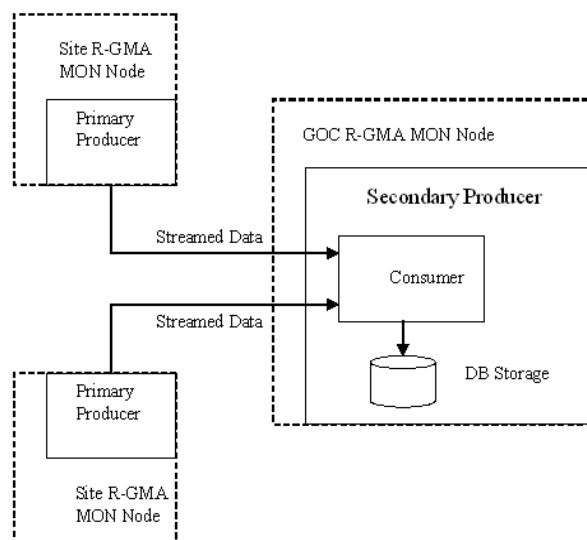 Site R-GMA
MON Node
Primary
Producer
GOC R-GMA MON Node
Secondary Producer
Streamed Data
Consumer
Streamed Data
DB Storage
Primary
Producer
Site R-GMA
MON Node